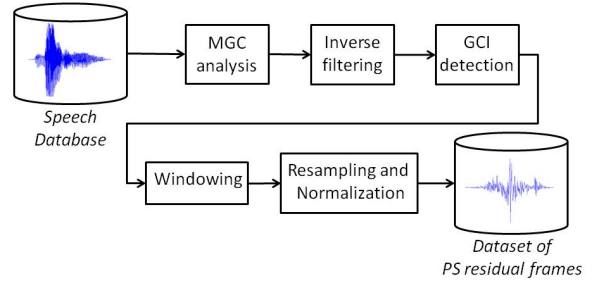 MGC
analysis
Inverse
filtering
GCI
detection
Speech
Database
Windowing
Resampling and
Normalization
Dataset of
PS residual frames